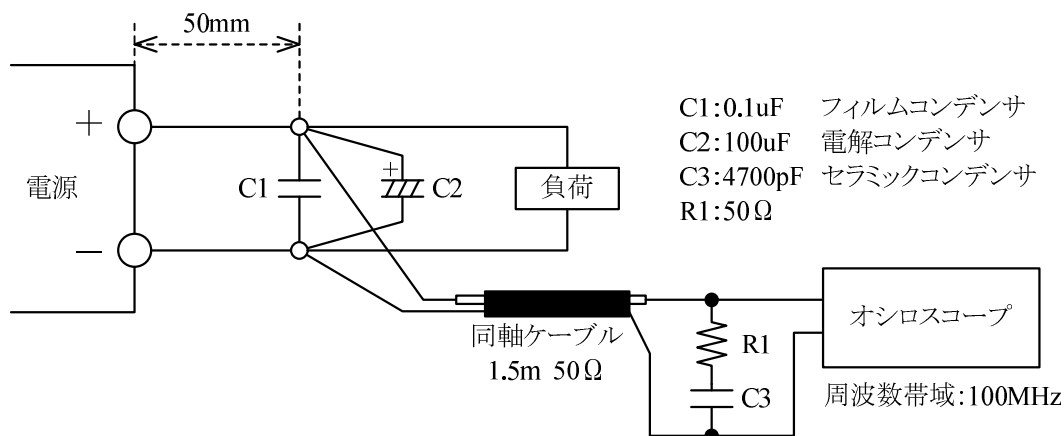 50mm
+
電源
−
C1
+
C2
負荷
C1:0.1uF フィルムコンデンサ
C2:100uF 電解コンデンサ
C3:4700pF セラミックコンデンサ
R1:50Ω
同軸ケーブル
1.5m 50Ω
R1
C3
オシロスコープ
周波数帯域:100MHz